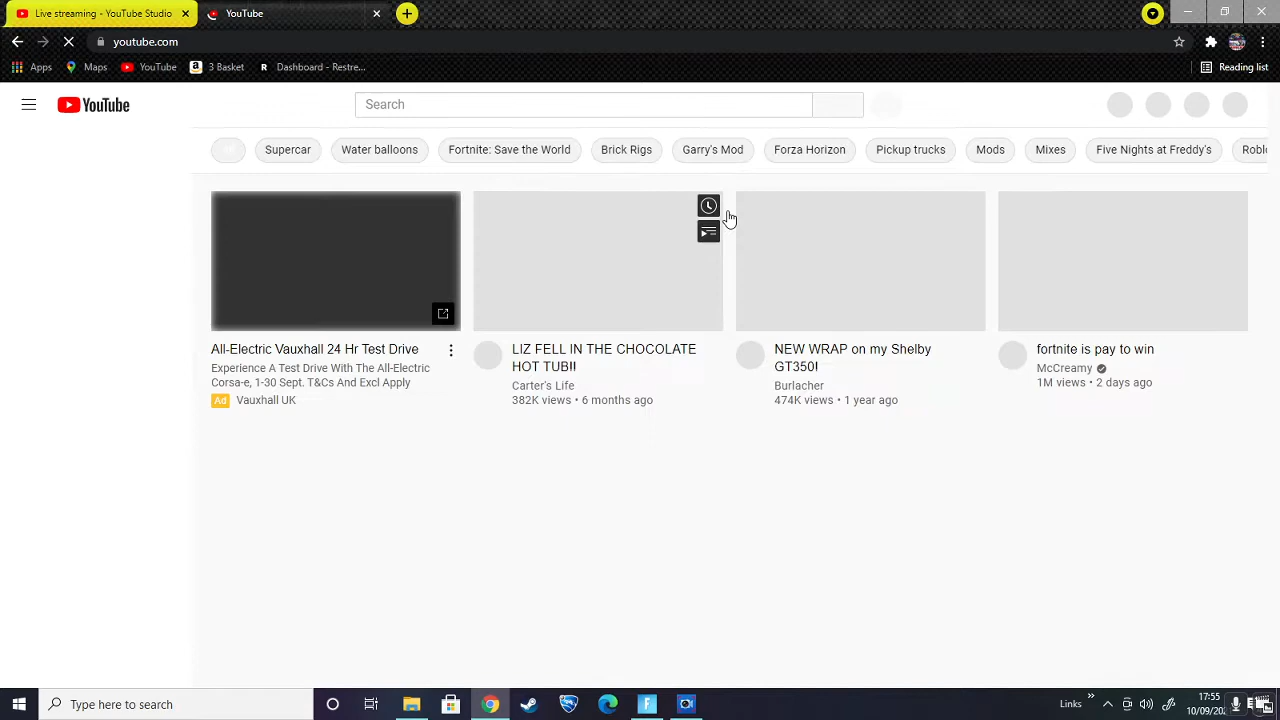 Live streaming - YouTube Studio
YouTube
youtube.com
Apps
Maps
YouTube
3 Basket
Dashboard - Restre...
Reading list
YouTube
Search
Supercar
Water balloons
Fortnite: Save the World
Brick Rigs
Garry's Mod
Forza Horizon
Pickup trucks
Mods
Mixes
Five Nights at Freddy's
All-Electric Vauxhall 24 Hr Test Drive
Experience A Test Drive With The All-Electric
Corsa-e, 1-30 Sept. T&Cs And Excl Apply
Ad Vauxhall UK
LIZ FELL IN THE CHOCOLATE
HOT TUB!!
Carter's Life
382K views • 6 months ago
NEW WRAP on my Shelby
GT350!
Burlacher
474K views • 1 year ago
fortnite is pay to win
McCreamy
1M views • 2 days ago
Type here to search
Links
17:55